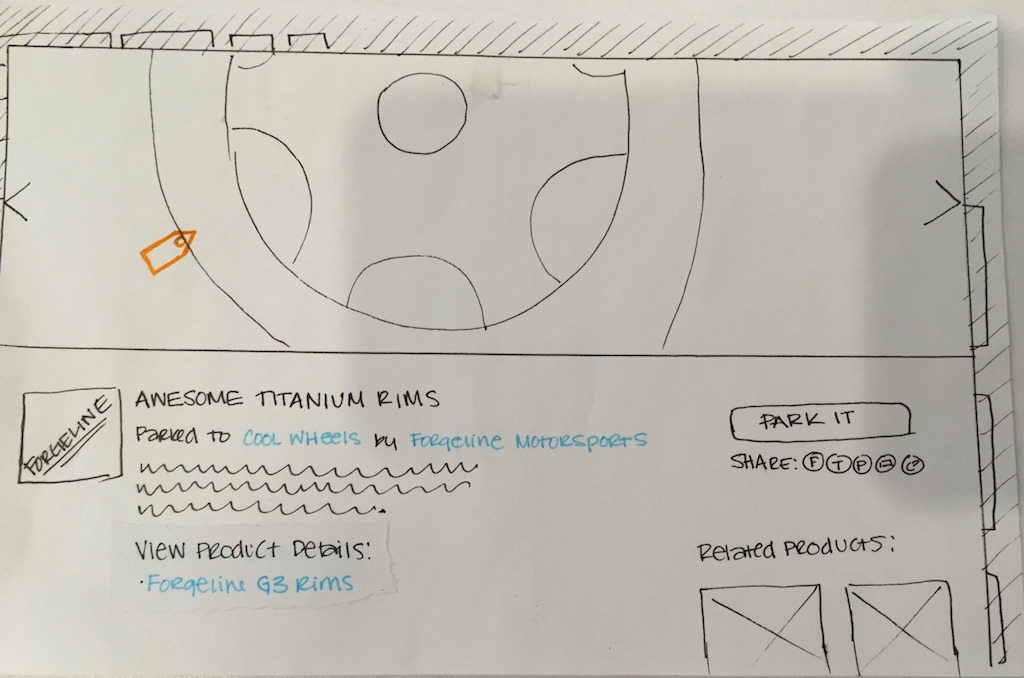 FORGELINE
AWESOME TITANIUM RIMS
Parked to COOL WHEELS by FORGELINE MOTORSPORTS
PARK IT
SHARE: F T P
VIEW PRODUCT Details:
·Forgeline G3 Rims
Related PRODUCTS: